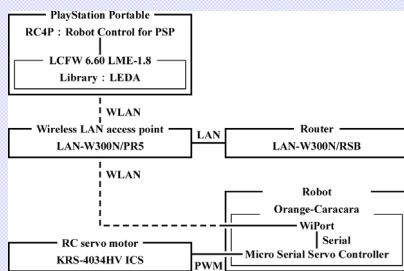 PlayStation Portable
RC4P : Robot Control for PSP
LCFW 6.60 LME-1.8
Library : LEDA
WLAN
Wireless LAN access point
LAN-W300N/PR5
LAN
Router
LAN-W300N/RSB
WLAN
Robot
Orange-Caracara
WiPort
Serial
Micro Serial Servo Controller
RC servo motor
KRS-4034HV ICS
PWM